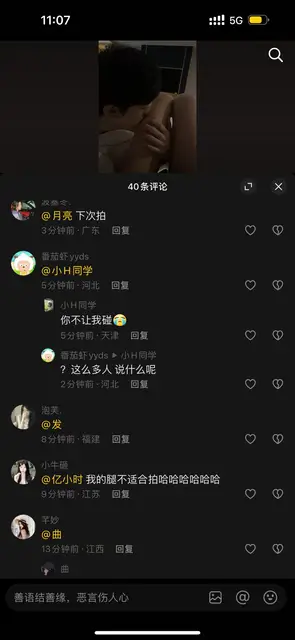 11:07
5G
40条评论
@月亮 下次拍
3分钟前·广东 回复
番茄虾yyds
@小H同学
5分钟前·河北 回复
小H同学
你不让我碰😭
5分钟前·天津 回复
番茄虾yyds ▶ 小H同学
？这么多人 说什么呢
2分钟前·河北 回复
泡芙.
@发
8分钟前·福建 回复
小牛砸
@亿小时 我的腿不适合拍哈哈哈哈哈哈
9分钟前·江苏 回复
芊妙
@曲
13分钟前·江西 回复
曲
善语结善缘，恶言伤人心